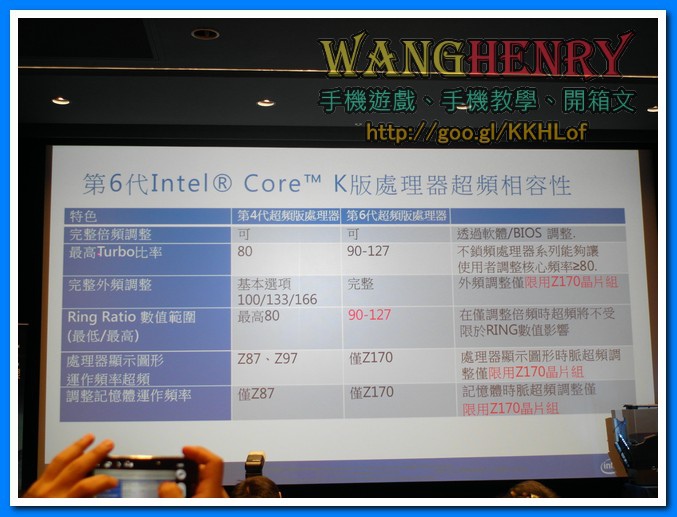 WANGHENRY
手機遊戲、手機教學、開箱文
http://goo.gl/KKHLof
第6代Intel® Core™ K版處理器超頻相容性
特色 第4代超頻版處理器 第6代超頻版處理器
完整倍頻調整 可 可 透過軟體/BIOS 調整.
最高Turbo比率 80 90-127 不鎖頻處理器系列能夠讓
使用者調整核心頻率≥80.
完整外頻調整 基本選項 完整 外頻調整僅限用Z170晶片組
100/133/166
Ring Ratio 數值範圍 最高80 90-127 在僅調整倍頻時超頻將不受
(最低/最高) 限於RING數值影響
處理器顯示圖形 Z87、Z97 僅Z170 處理器顯示圖形時脈超頻調
運作頻率超頻 整僅限用Z170晶片組
調整記憶體運作頻率 僅Z87 僅Z170 記憶體時脈超頻調整僅
限用Z170晶片組
intel